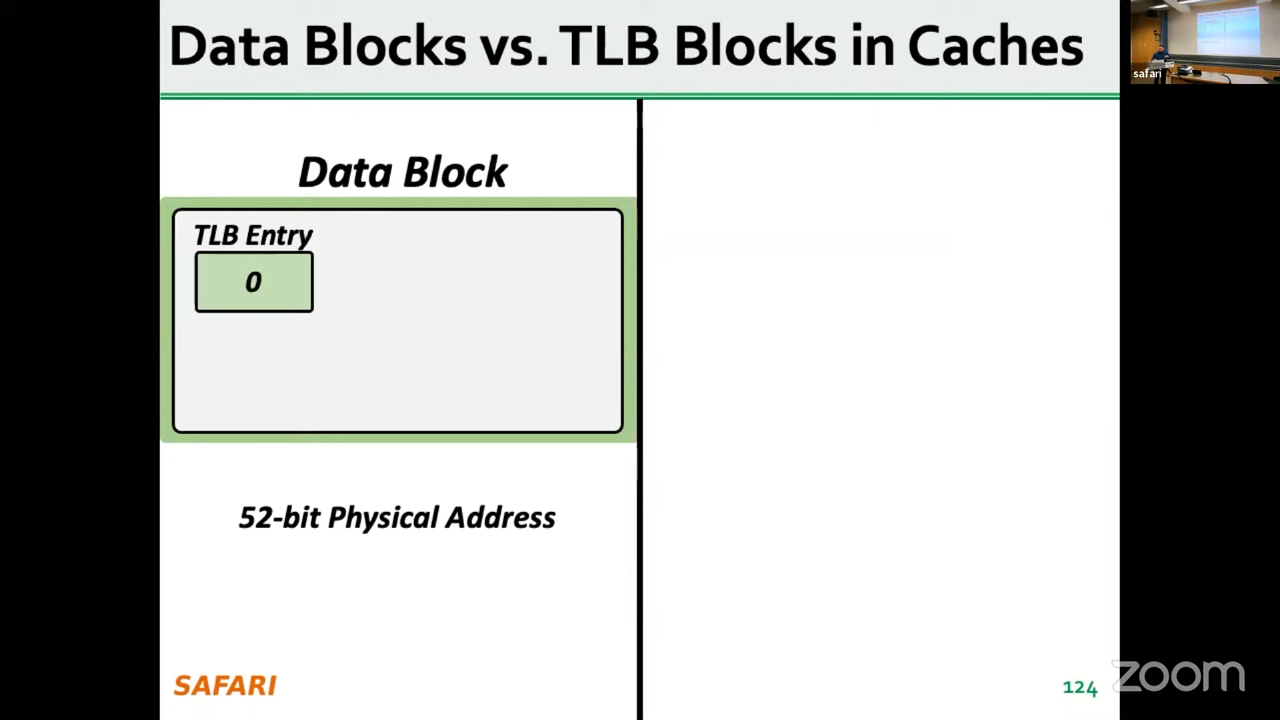 Data Blocks vs. TLB Blocks in Caches
safari
Data Block
TLB Entry
0
52-bit Physical Address
SAFARI
124
zoom